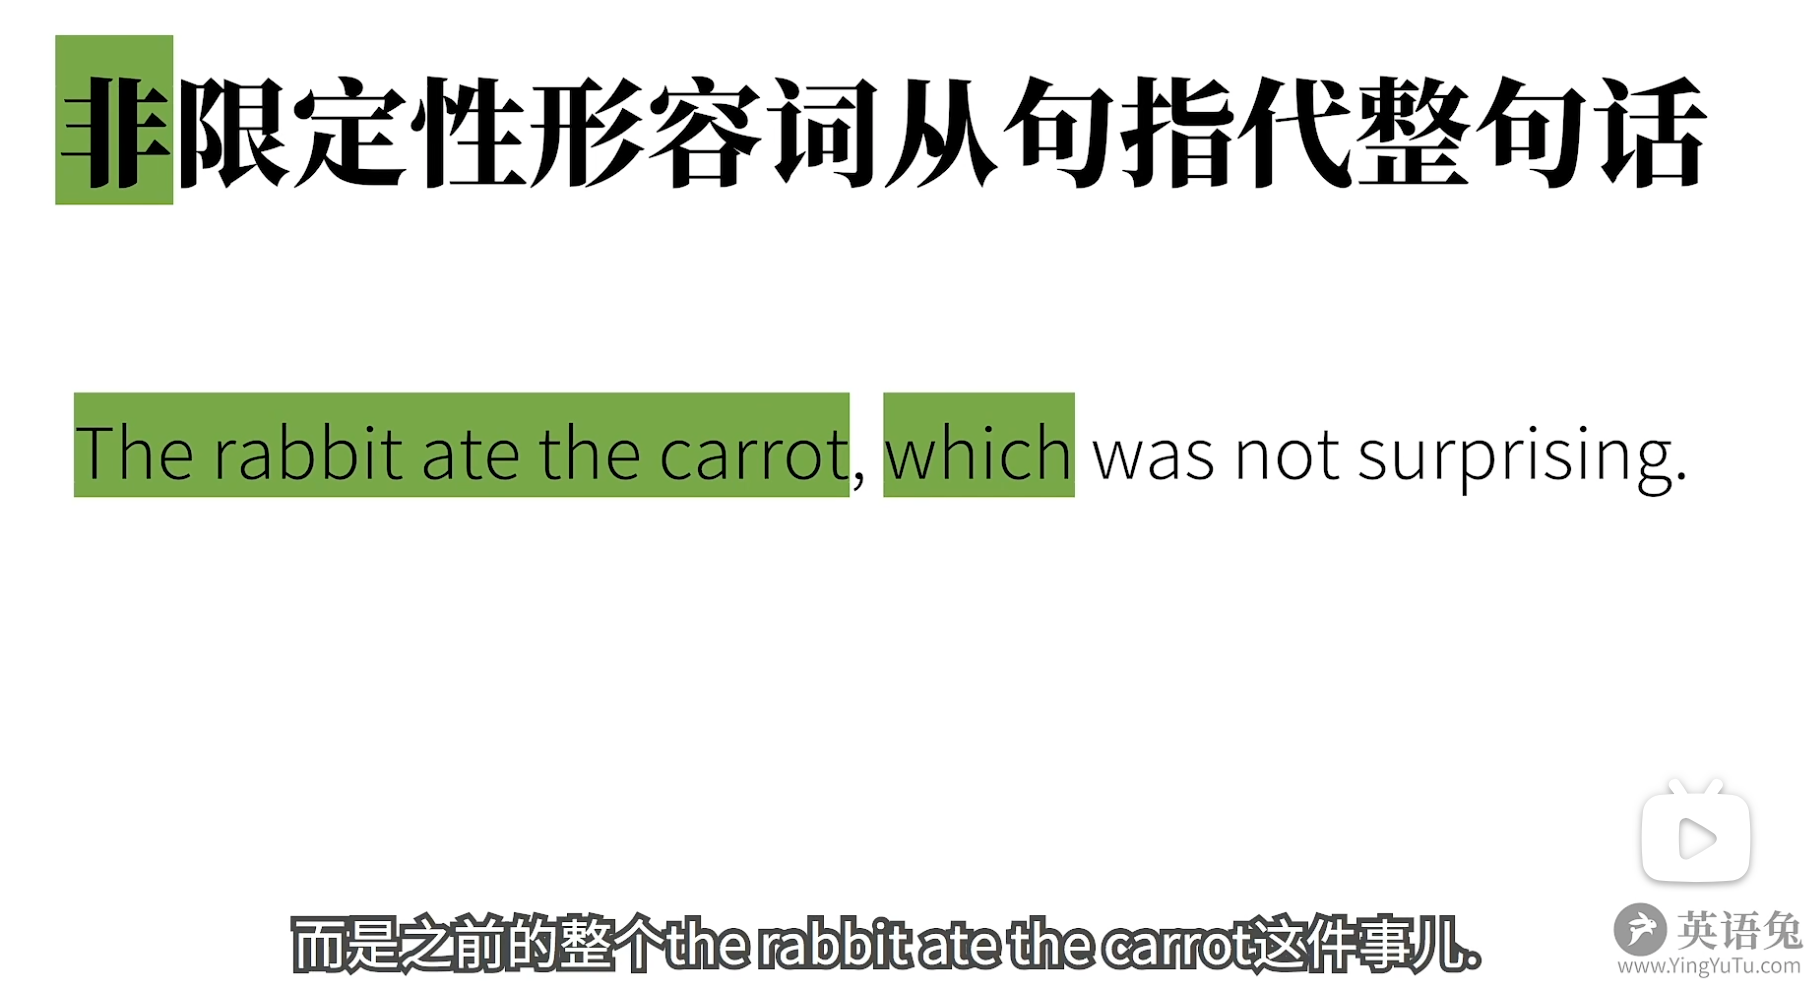 非限定性形容词从句指代整句话
The rabbit ate the carrot, which was not surprising.
而是之前的整个the rabbit ate the carrot这件事儿.
英语兔
www.YingYuTu.com